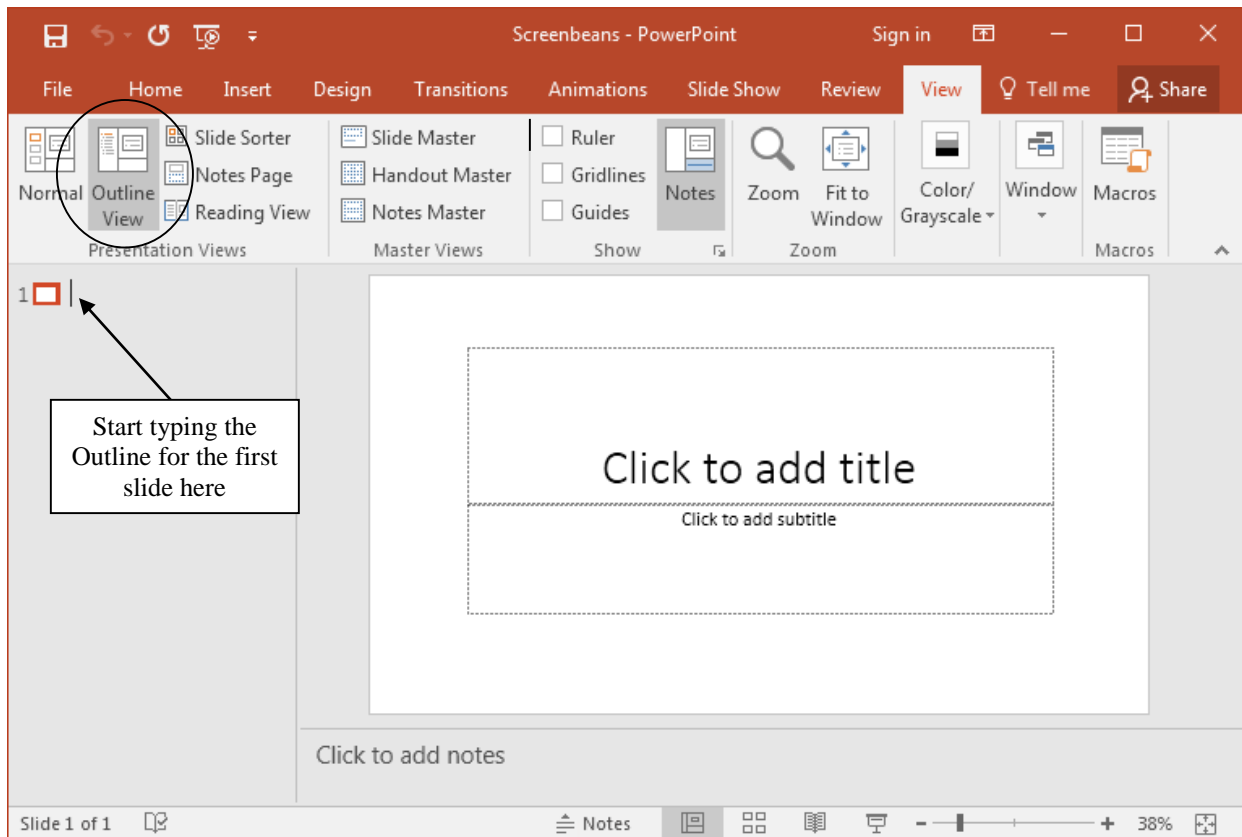 Screenbeans - PowerPoint
Sign in
File Home Insert Design Transitions Animations Slide Show Review View Tell me Share
Normal
Outline View
Slide Sorter
Notes Page
Reading View
Presentation Views
Slide Master
Handout Master
Notes Master
Master Views
Ruler
Gridlines
Guides
Show
Notes
Zoom
Fit to Window
Zoom
Color/
Grayscale
Window
Macros
Macros
1
Start typing the
Outline for the first
slide here
Click to add title
Click to add subtitle
Click to add notes
Slide 1 of 1
Notes
38%